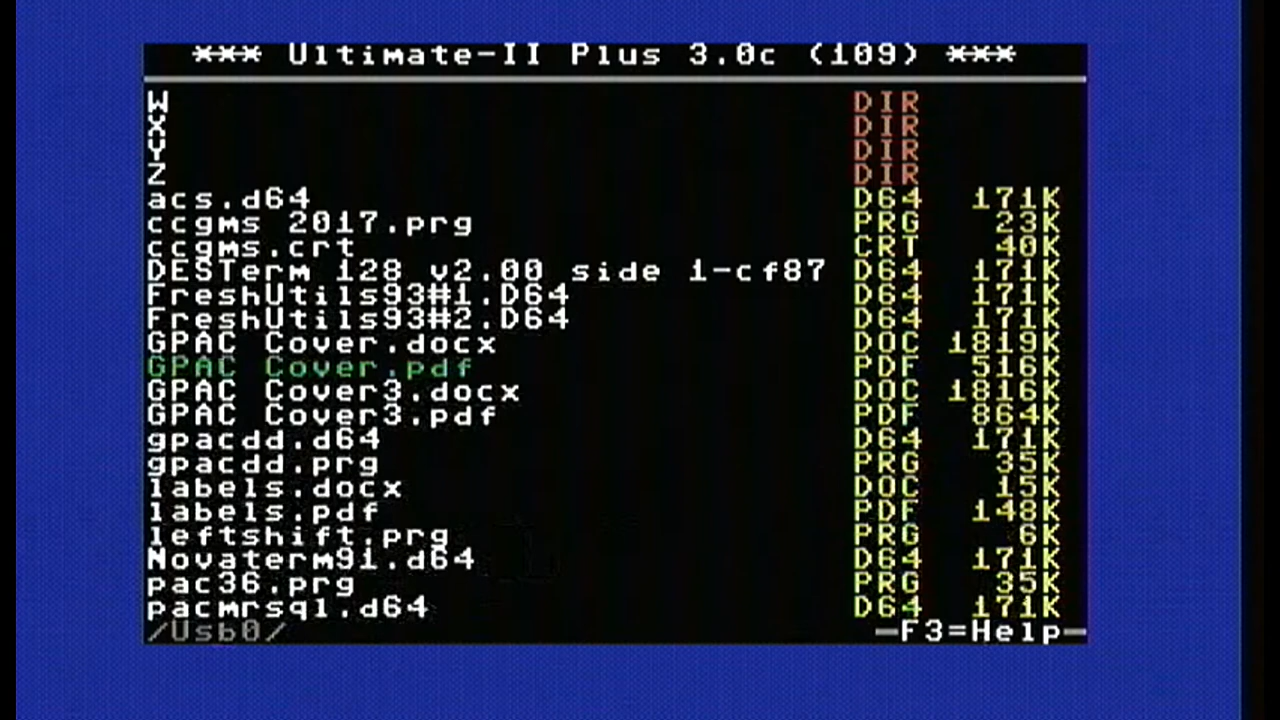 *** Ultimate-II Plus 3.0c (109) ***
W DIR
X DIR
Y DIR
Z DIR
acs.d64 D64 171K
ccgms 2017.prg PRG 23K
ccgms.crt CRT 40K
DESTerm 128 v2.00 side 1-cf87 D64 171K
FreshUtils93#1.D64 D64 171K
FreshUtils93#2.D64 D64 171K
GPAC Cover.docx DOC 1819K
GPAC Cover.pdf PDF 516K
GPAC Cover3.docx DOC 1816K
GPAC Cover3.pdf PDF 864K
gpacdd.d64 D64 171K
gpacdd.prg PRG 35K
labels.docx DOC 15K
labels.pdf PDF 148K
leftshift.prg PRG 6K
Novaterm9i.d64 D64 171K
pac36.prg PRG 35K
pacmrsql.d64 D64 171K
/Usb0/ F3=Help